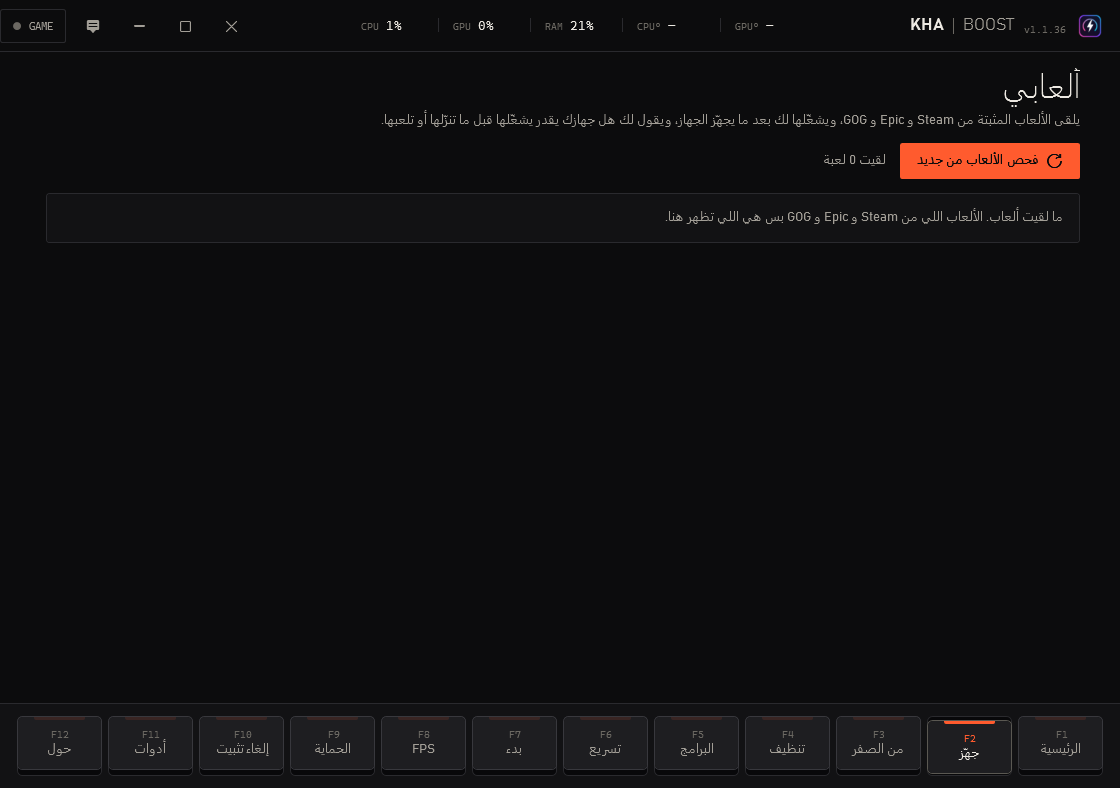 KHA | BOOST v1.1.36
CPU 1% GPU 0% RAM 21% CPU° — GPU° —
GAME
ألعابي
يلقى الألعاب المثبتة من Steam و Epic و GOG، ويشغّلها لك بعد ما يجهّز الجهاز، ويقول لك هل جهازك يقدر يشغّلها قبل ما تنزّلها أو تلعبها.
فحص الألعاب من جديد
لقيت 0 لعبة
ما لقيت ألعاب. الألعاب اللي من Steam و Epic و GOG بس هي اللي تظهر هنا.
F1 الرئيسية
F2 جهّز
F3 من الصفر
F4 تنظيف
F5 البرامج
F6 تسريع
F7 بدء
F8 FPS
F9 الحماية
F10 إلغاء تثبيت
F11 أدوات
F12 حول